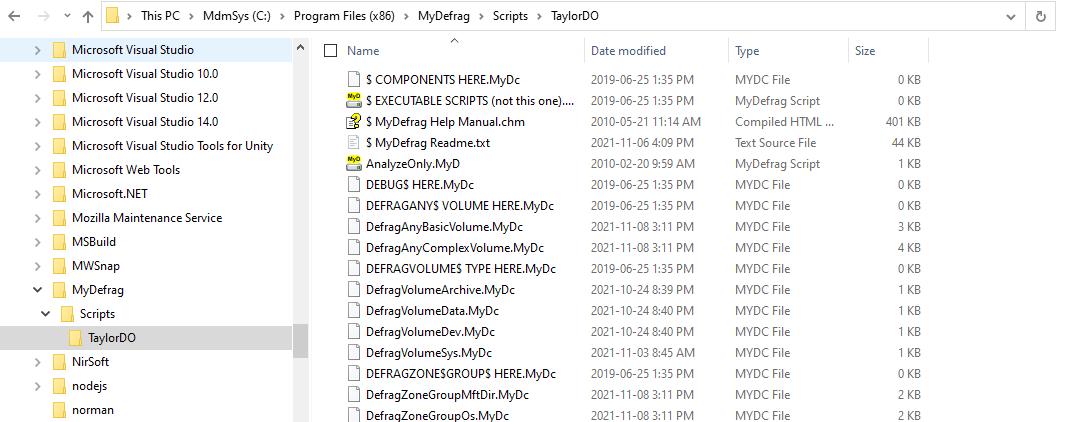 This PC > MdmSys (C:) > Program Files (x86) > MyDefrag > Scripts > TaylorDO
Microsoft Visual Studio
Microsoft Visual Studio 10.0
Microsoft Visual Studio 12.0
Microsoft Visual Studio 14.0
Microsoft Visual Studio Tools for Unity
Microsoft Web Tools
Microsoft.NET
Mozilla Maintenance Service
MSBuild
MWSnap
MyDefrag
Scripts
TaylorDO
NirSoft
nodejs
norman
Name Date modified Type Size
$ COMPONENTS HERE.MyDc 2019-06-25 1:35 PM MYDC File 0 KB
$ EXECUTABLE SCRIPTS (not this one).... 2019-06-25 1:35 PM MyDefrag Script 0 KB
$ MyDefrag Help Manual.chm 2010-05-21 11:14 AM Compiled HTML ... 401 KB
$ MyDefrag Readme.txt 2021-11-06 4:09 PM Text Source File 44 KB
AnalyzeOnly.MyD 2010-02-20 9:59 AM MyDefrag Script 1 KB
DEBUG$ HERE.MyDc 2019-06-25 1:35 PM MYDC File 0 KB
DEFRAGANY$ VOLUME HERE.MyDc 2019-06-25 1:35 PM MYDC File 0 KB
DefragAnyBasicVolume.MyDc 2021-11-08 3:11 PM MYDC File 3 KB
DefragAnyComplexVolume.MyDc 2021-11-08 3:11 PM MYDC File 4 KB
DEFRAGVOLUME$ TYPE HERE.MyDc 2019-06-25 1:35 PM MYDC File 0 KB
DefragVolumeArchive.MyDc 2021-10-24 8:39 PM MYDC File 1 KB
DefragVolumeData.MyDc 2021-10-24 8:40 PM MYDC File 1 KB
DefragVolumeDev.MyDc 2021-10-24 8:40 PM MYDC File 1 KB
DefragVolumeSys.MyDc 2021-11-03 8:45 AM MYDC File 1 KB
DEFRAGZONE$GROUP$ HERE.MyDc 2019-06-25 1:35 PM MYDC File 0 KB
DefragZoneGroupMftDir.MyDc 2021-11-08 3:11 PM MYDC File 2 KB
DefragZoneGroupOs.MyDc 2021-11-08 3:11 PM MYDC File 2 KB